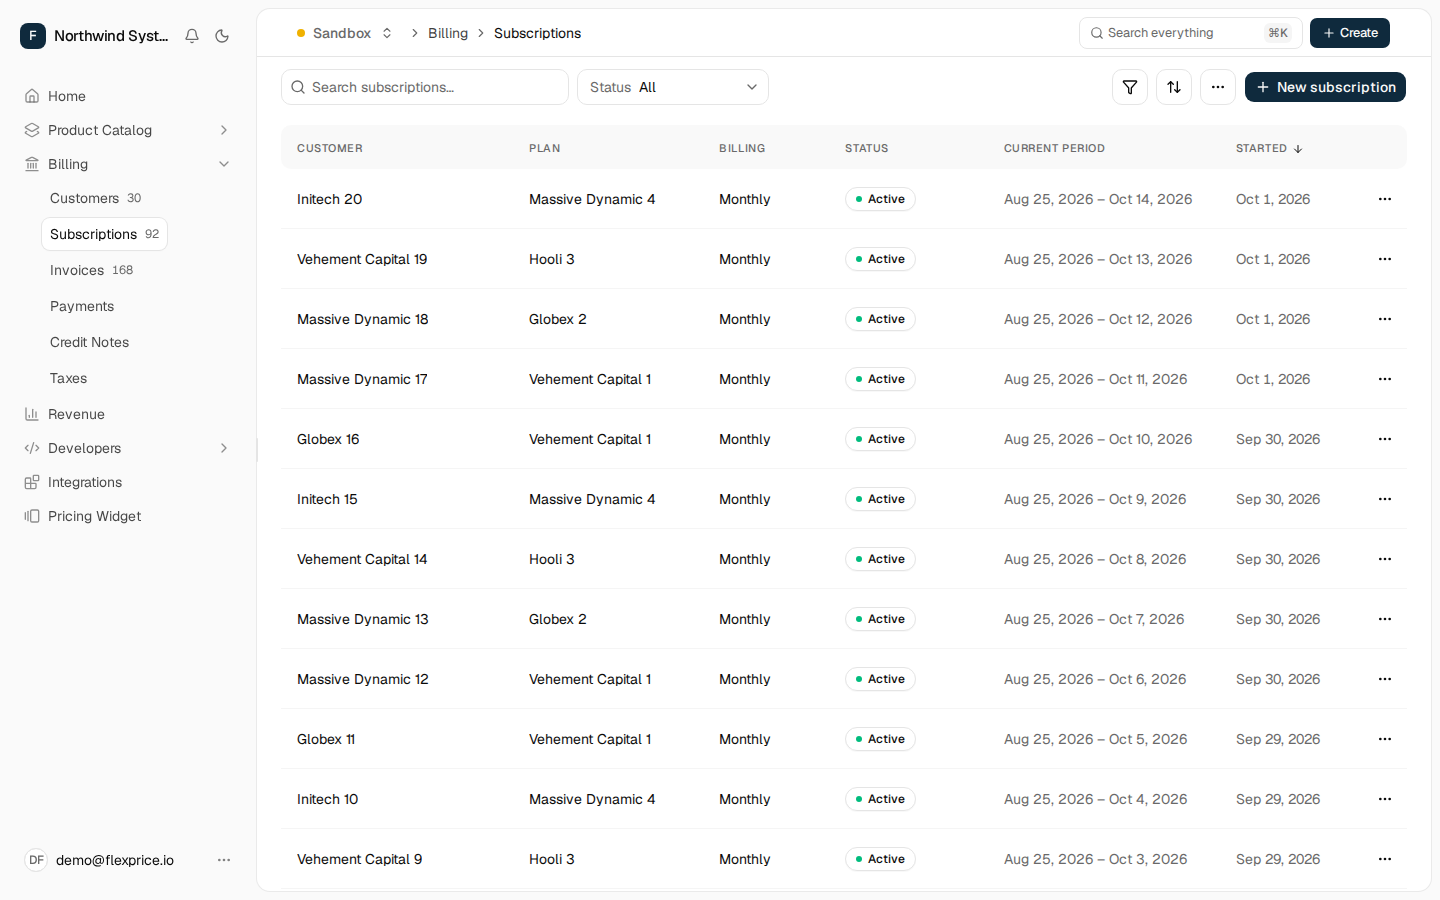 F Northwind Syst...
Home
Product Catalog
Billing
Customers 30
Subscriptions 92
Invoices 168
Payments
Credit Notes
Taxes
Revenue
Developers
Integrations
Pricing Widget
DF demo@flexprice.io
Sandbox Billing Subscriptions
Search everything ⌘K
+ Create
Search subscriptions...
Status All
+ New subscription
CUSTOMER PLAN BILLING STATUS CURRENT PERIOD STARTED
Initech 20 Massive Dynamic 4 Monthly Active Aug 25, 2026 – Oct 14, 2026 Oct 1, 2026
Vehement Capital 19 Hooli 3 Monthly Active Aug 25, 2026 – Oct 13, 2026 Oct 1, 2026
Massive Dynamic 18 Globex 2 Monthly Active Aug 25, 2026 – Oct 12, 2026 Oct 1, 2026
Massive Dynamic 17 Vehement Capital 1 Monthly Active Aug 25, 2026 – Oct 11, 2026 Oct 1, 2026
Globex 16 Vehement Capital 1 Monthly Active Aug 25, 2026 – Oct 10, 2026 Sep 30, 2026
Initech 15 Massive Dynamic 4 Monthly Active Aug 25, 2026 – Oct 9, 2026 Sep 30, 2026
Vehement Capital 14 Hooli 3 Monthly Active Aug 25, 2026 – Oct 8, 2026 Sep 30, 2026
Massive Dynamic 13 Globex 2 Monthly Active Aug 25, 2026 – Oct 7, 2026 Sep 30, 2026
Massive Dynamic 12 Vehement Capital 1 Monthly Active Aug 25, 2026 – Oct 6, 2026 Sep 30, 2026
Globex 11 Vehement Capital 1 Monthly Active Aug 25, 2026 – Oct 5, 2026 Sep 29, 2026
Initech 10 Massive Dynamic 4 Monthly Active Aug 25, 2026 – Oct 4, 2026 Sep 29, 2026
Vehement Capital 9 Hooli 3 Monthly Active Aug 25, 2026 – Oct 3, 2026 Sep 29, 2026